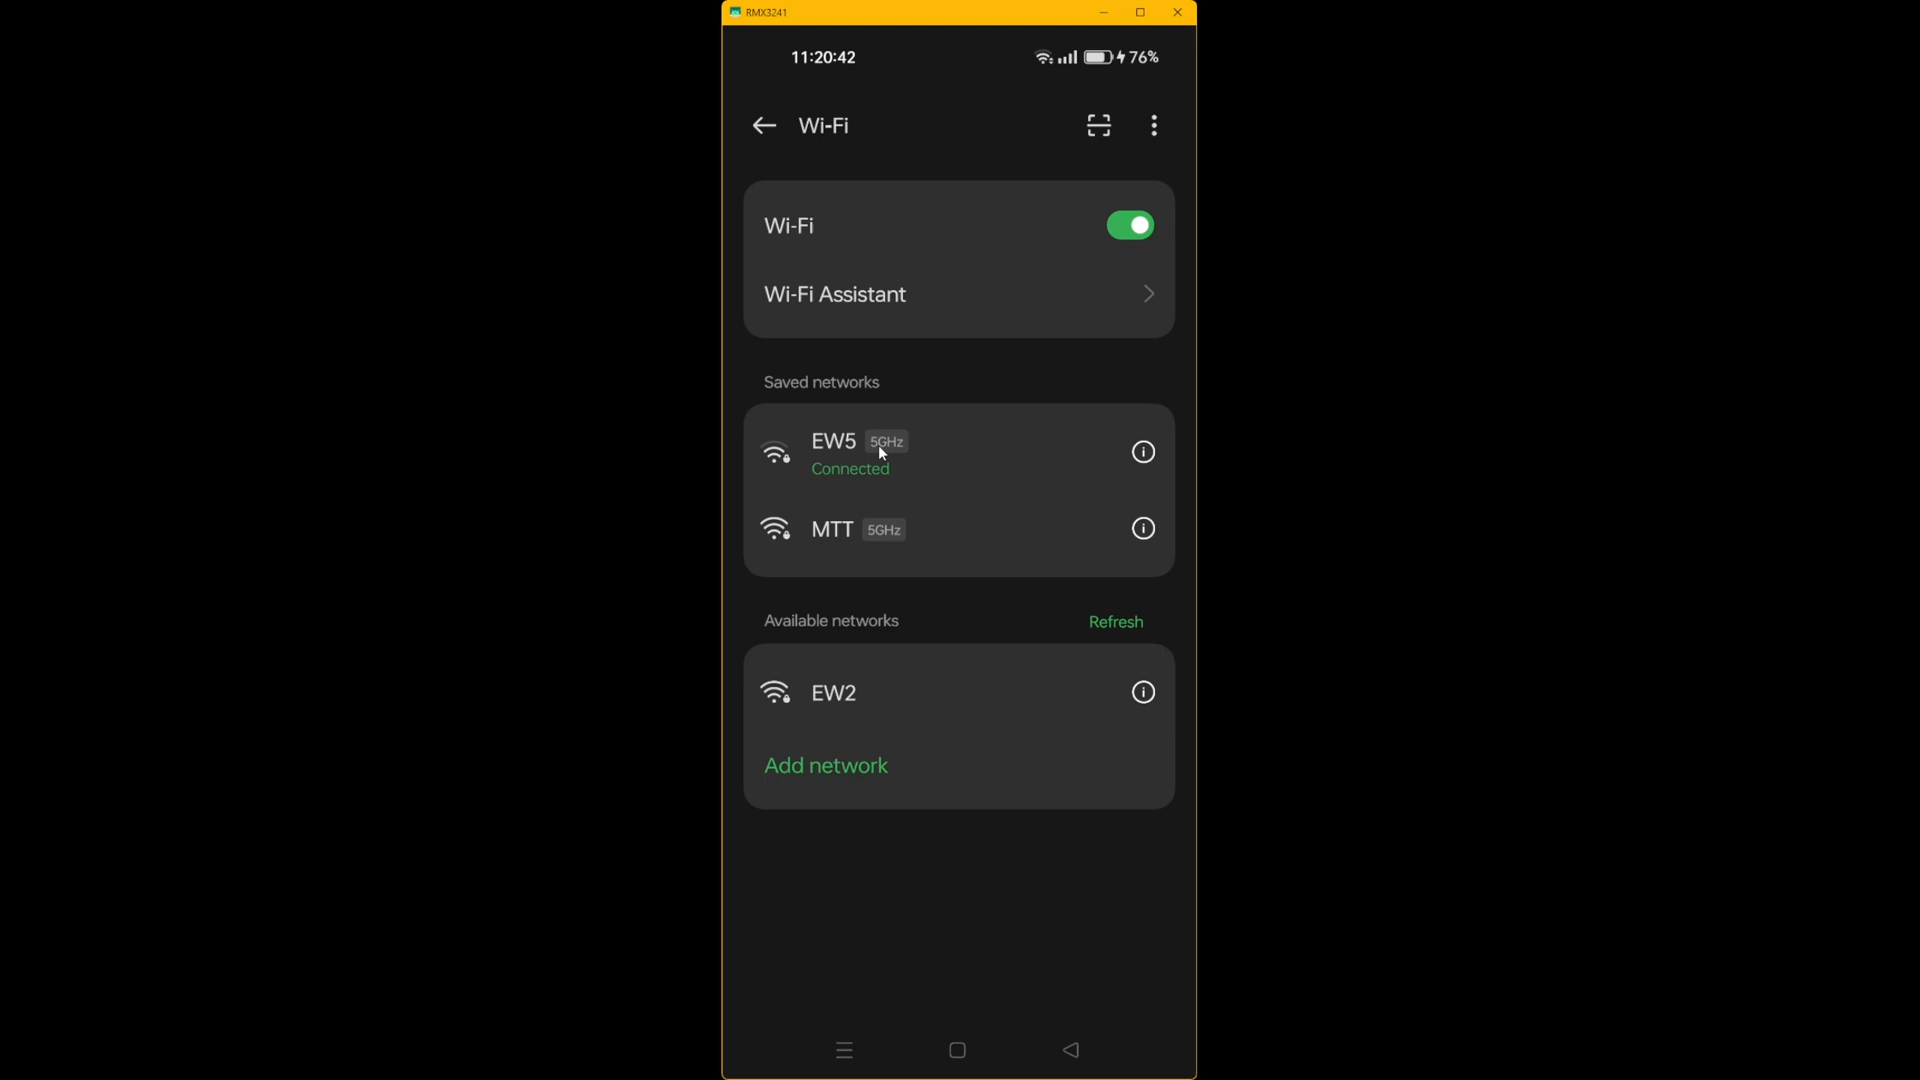 RMX3241
11:20:42 76%
Wi-Fi
Wi-Fi
Wi-Fi Assistant
Saved networks
EW5 5GHz
Connected
MTT 5GHz
Available networks Refresh
EW2
Add network